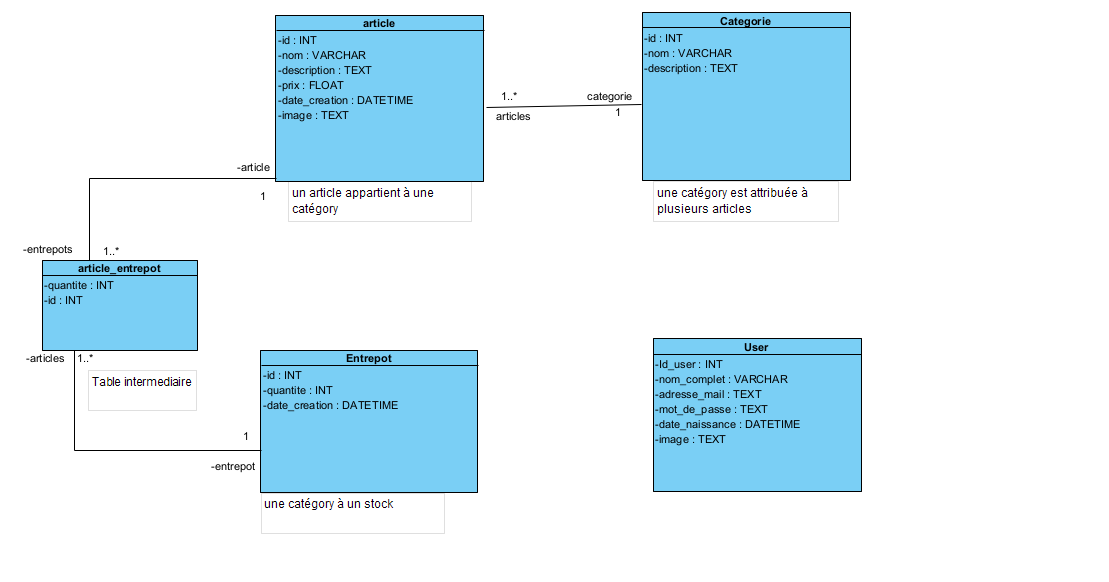 article
-id : INT
-nom : VARCHAR
-description : TEXT
-prix : FLOAT
-date_creation : DATETIME
-image : TEXT
1..*
articles
categorie
1
Categorie
-id : INT
-nom : VARCHAR
-description : TEXT
un article appartient à une
catégory
une catégory est attribuée à
plusieurs articles
-article
1
-entrepots
1..*
article_entrepot
-quantite : INT
-id : INT
-articles
1..*
Table intermediaire
1
-entrepot
Entrepot
-id : INT
-quantite : INT
-date_creation : DATETIME
une catégory à un stock
User
-Id_user : INT
-nom_complet : VARCHAR
-adresse_mail : TEXT
-mot_de_passe : TEXT
-date_naissance : DATETIME
-image : TEXT